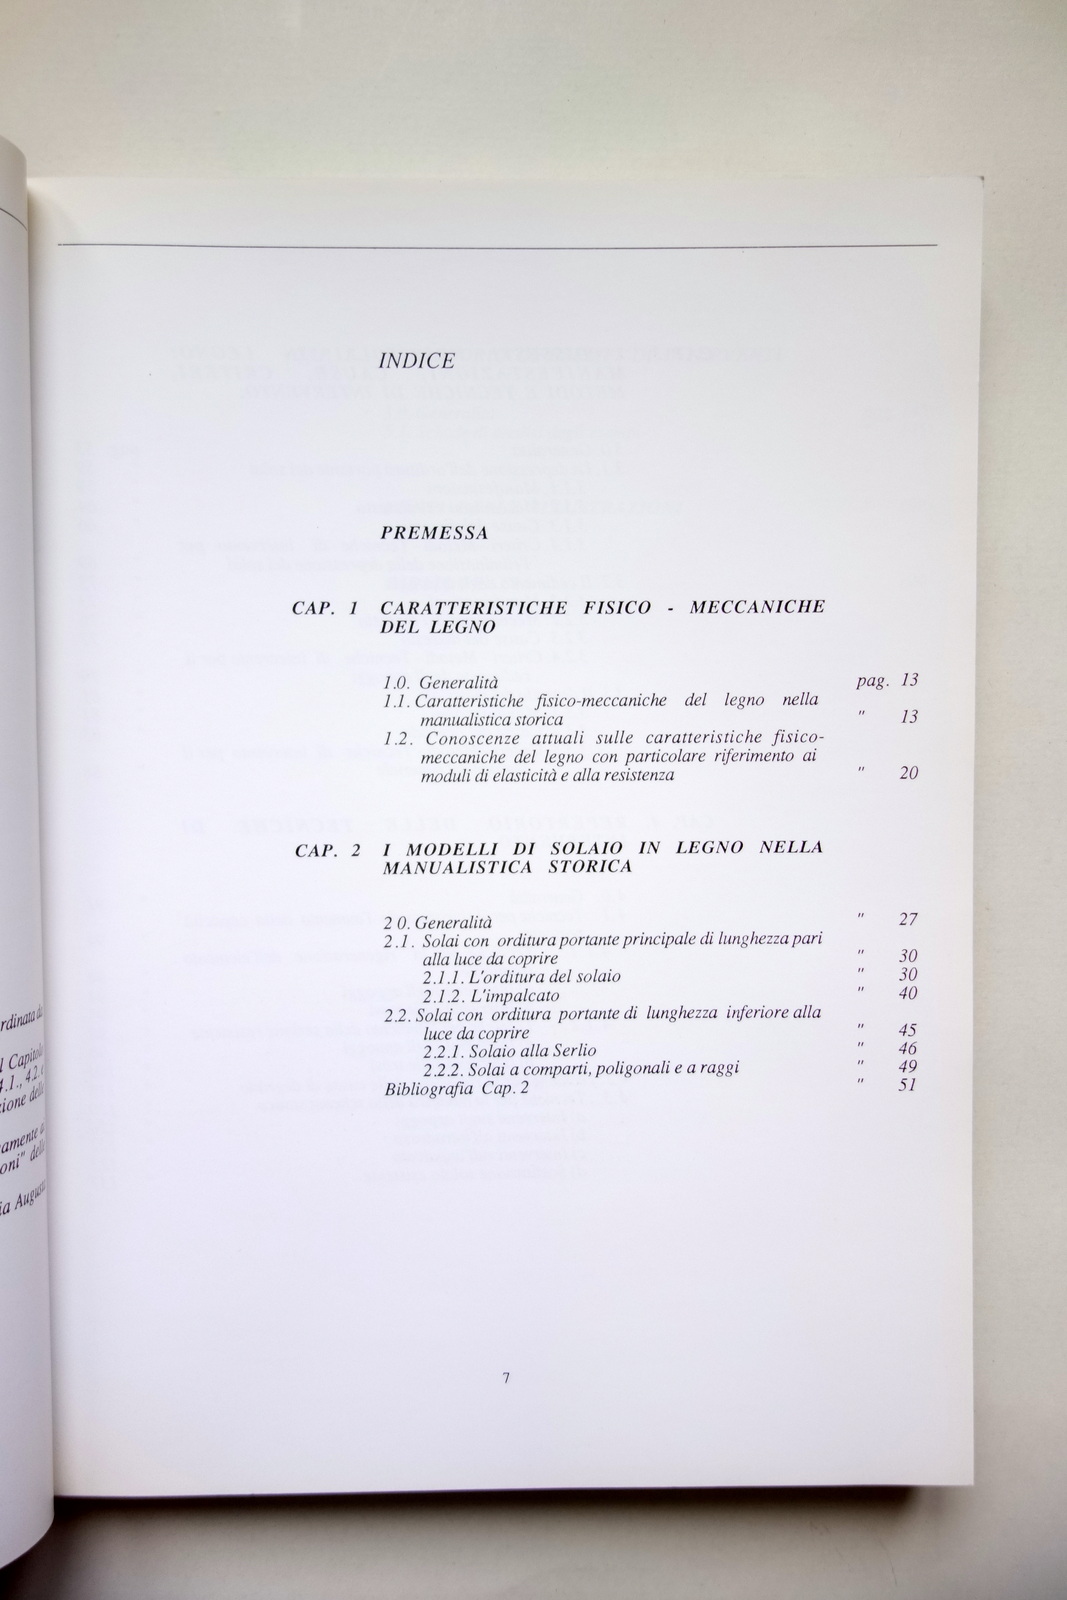 INDICE
PREMESSA
CAP. 1 CARATTERISTICHE FISICO - MECCANICHE
DEL LEGNO
1.0. Generalità pag. 13
1.1. Caratteristiche fisico-meccaniche del legno nella
manualistica storica " 13
1.2. Conoscenze attuali sulle caratteristiche fisico-
meccaniche del legno con particolare riferimento ai
moduli di elasticità e alla resistenza " 20
CAP. 2 I MODELLI DI SOLAIO IN LEGNO NELLA
MANUALISTICA STORICA
2 0. Generalità " 27
2.1. Solai con orditura portante principale di lunghezza pari
alla luce da coprire " 30
2.1.1. L'orditura del solaio " 30
2.1.2. L'impalcato " 40
2.2. Solai con orditura portante di lunghezza inferiore alla
luce da coprire " 45
2.2.1. Solaio alla Serlio " 46
2.2.2. Solai a comparti, poligonali e a raggi " 49
Bibliografia Cap. 2 " 51
7